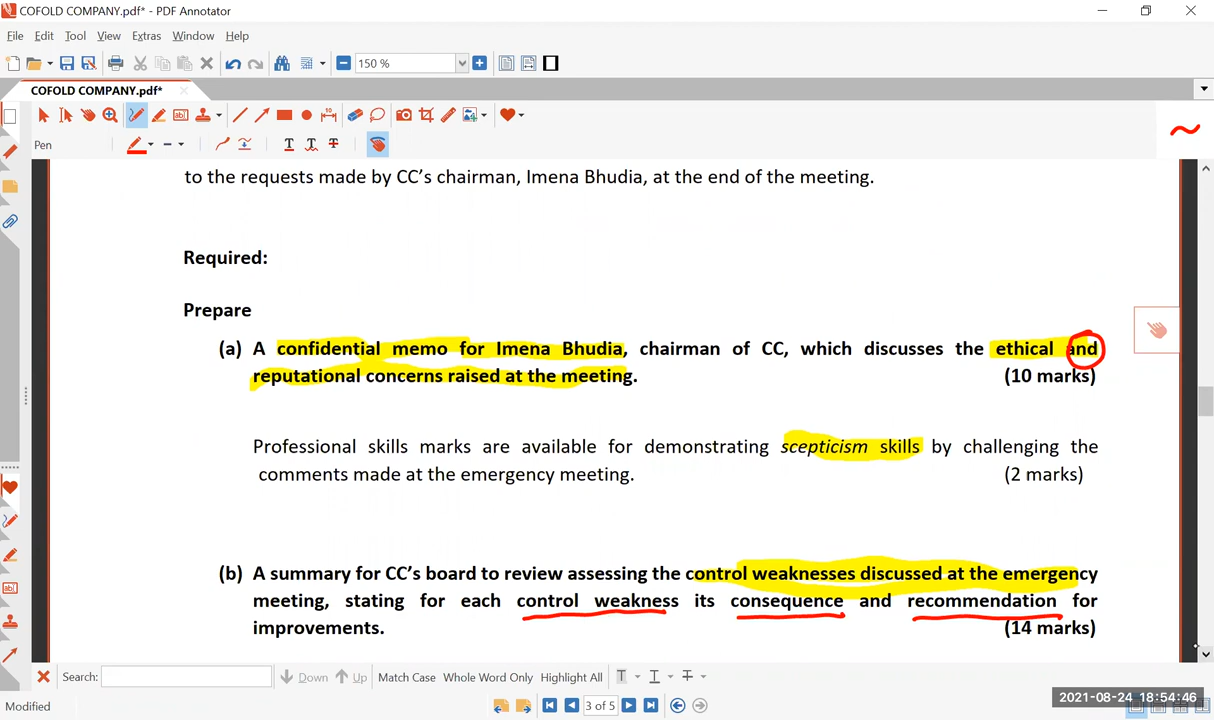 COFOLD COMPANY.pdf* - PDF Annotator
File Edit Tool View Extras Window Help
150 %
COFOLD COMPANY.pdf*
Pen
to the requests made by CC's chairman, Imena Bhudia, at the end of the meeting.
Required:
Prepare
(a) A confidential memo for Imena Bhudia, chairman of CC, which discusses the ethical and
reputational concerns raised at the meeting. (10 marks)
Professional skills marks are available for demonstrating scepticism skills by challenging the
comments made at the emergency meeting. (2 marks)
(b) A summary for CC's board to review assessing the control weaknesses discussed at the emergency
meeting, stating for each control weakness its consequence and recommendation for
improvements. (14 marks)
Search: Down Up Match Case Whole Word Only Highlight All
Modified 3 of 5 2021-08-24 18:54:46